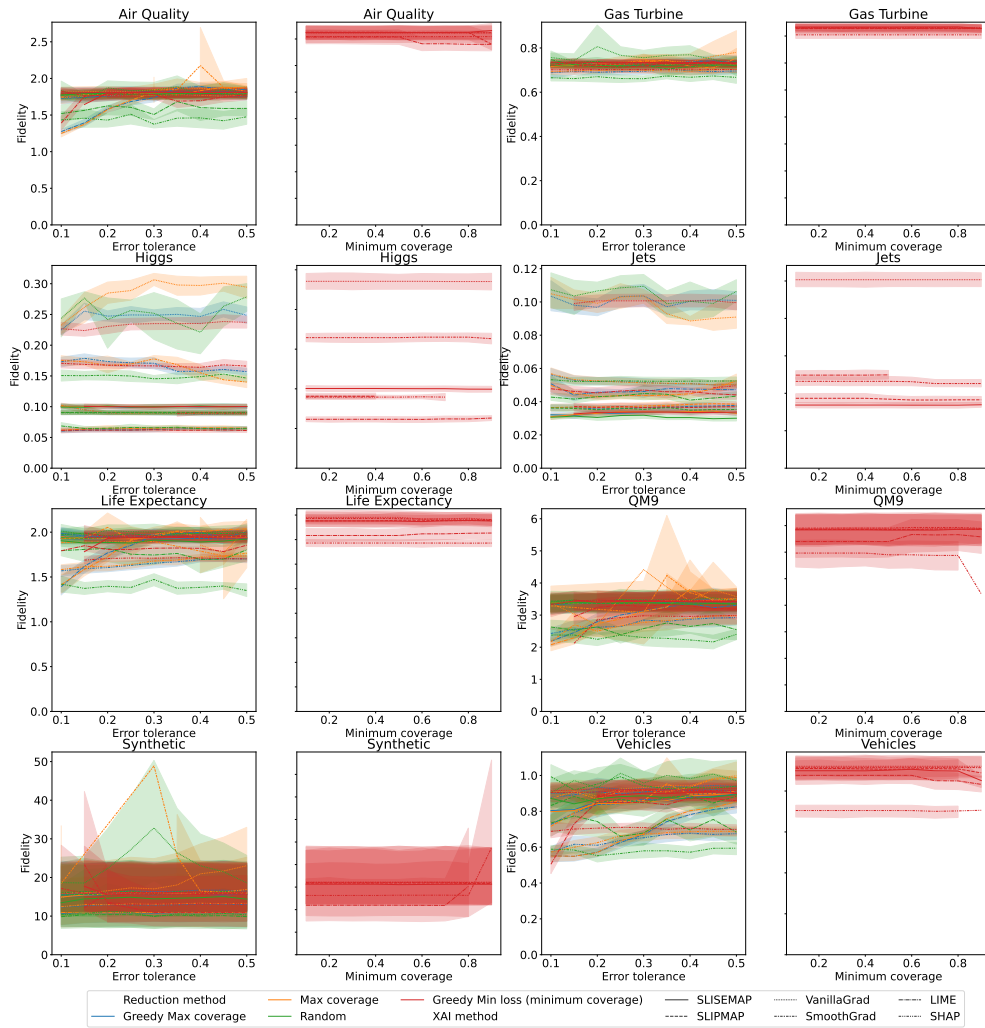 Air Quality
Air Quality
Gas Turbine
Gas Turbine
Fidelity
2.5
2.0
1.5
1.0
0.5
0.0
0.1 0.2 0.3 0.4 0.5
Error tolerance
0.2 0.4 0.6 0.8
Minimum coverage
Fidelity
0.8
0.6
0.4
0.2
0.0
0.1 0.2 0.3 0.4 0.5
Error tolerance
0.2 0.4 0.6 0.8
Minimum coverage
Higgs
Higgs
Jets
Jets
Fidelity
0.30
0.25
0.20
0.15
0.10
0.05
0.00
0.1 0.2 0.3 0.4 0.5
Error tolerance
0.2 0.4 0.6 0.8
Minimum coverage
Fidelity
0.12
0.10
0.08
0.06
0.04
0.02
0.00
0.1 0.2 0.3 0.4 0.5
Error tolerance
0.2 0.4 0.6 0.8
Minimum coverage
Life Expectancy
Life Expectancy
QM9
QM9
Fidelity
2.0
1.5
1.0
0.5
0.0
0.1 0.2 0.3 0.4 0.5
Error tolerance
0.2 0.4 0.6 0.8
Minimum coverage
Fidelity
6
5
4
3
2
1
0
0.1 0.2 0.3 0.4 0.5
Error tolerance
0.2 0.4 0.6 0.8
Minimum coverage
Synthetic
Synthetic
Vehicles
Vehicles
Fidelity
50
40
30
20
10
0
0.1 0.2 0.3 0.4 0.5
Error tolerance
0.2 0.4 0.6 0.8
Minimum coverage
Fidelity
1.0
0.8
0.6
0.4
0.2
0.0
0.1 0.2 0.3 0.4 0.5
Error tolerance
0.2 0.4 0.6 0.8
Minimum coverage
Reduction method
Greedy Max coverage
Max coverage
Random
Greedy Min loss (minimum coverage)
XAI method
SLISEMAP
SLIPMAP
VanillaGrad
SmoothGrad
LIME
SHAP